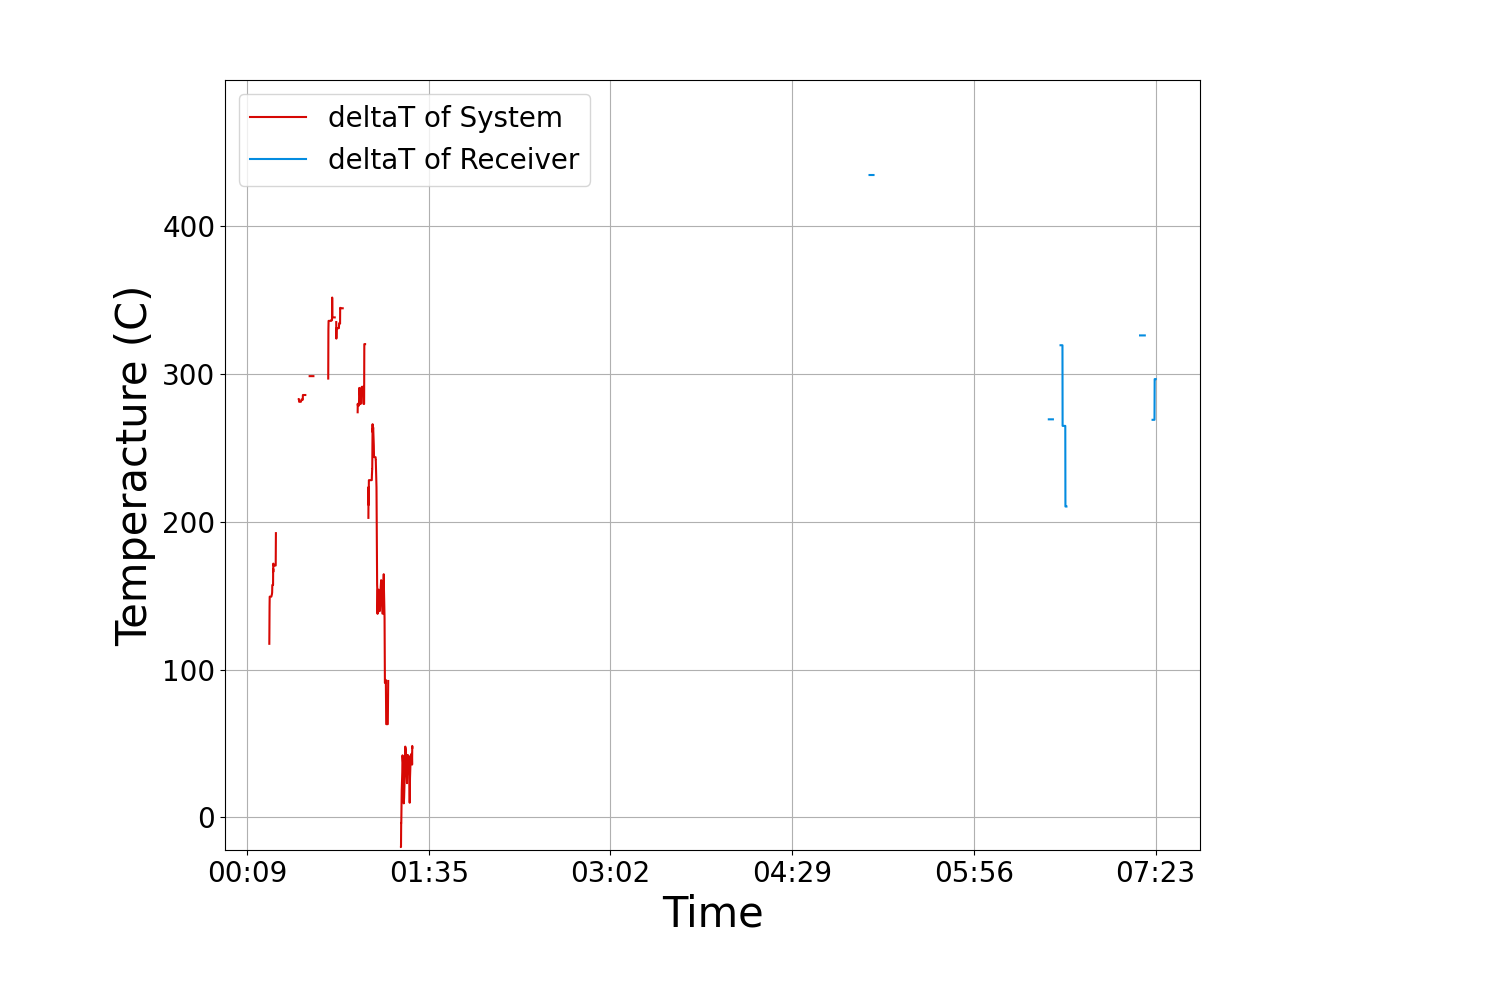 deltaT of System
deltaT of Receiver
Temperacture (C)
400
300
200
100
0
00:09 01:35 03:02 04:29 05:56 07:23
Time